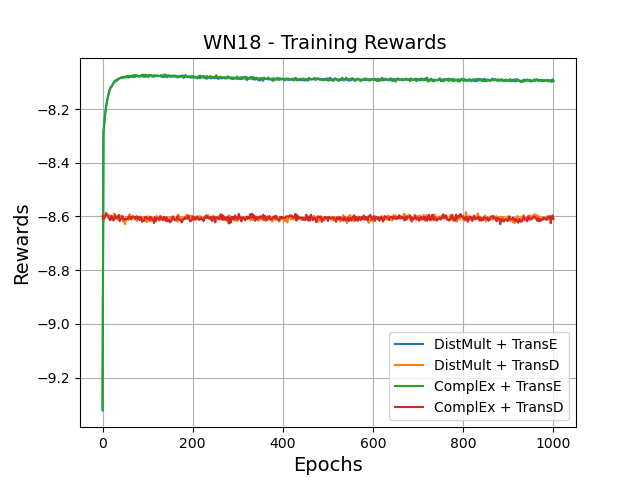 WN18 - Training Rewards
Rewards
−8.2
−8.4
−8.6
−8.8
−9.0
−9.2
0 200 400 600 800 1000
Epochs
DistMult + TransE
DistMult + TransD
ComplEx + TransE
ComplEx + TransD